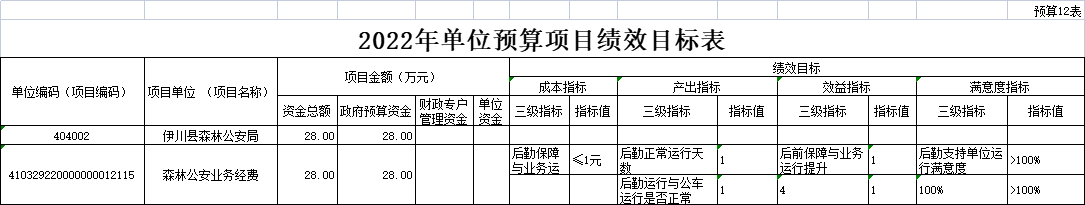 预算12表
2022年单位预算项目绩效目标表
单位编码（项目编码） 项目单位 （项目名称） 项目金额（万元） 绩效目标
成本指标 产出指标 效益指标 满意度指标
资金总额 政府预算资金 财政专户管理资金 单位资金 三级指标 指标值 三级指标 指标值 三级指标 指标值 三级指标 指标值
404002 伊川县森林公安局 28.00 28.00
410329220000000012115 森林公安业务经费 28.00 28.00 后勤保障与业务运 ≤1元 后勤正常运行天数 1 后前保障与业务运行提升 1 后勤支持单位运行满意度 >100%
后勤运行与公车运行是否正常 1 4 1 100% >100%